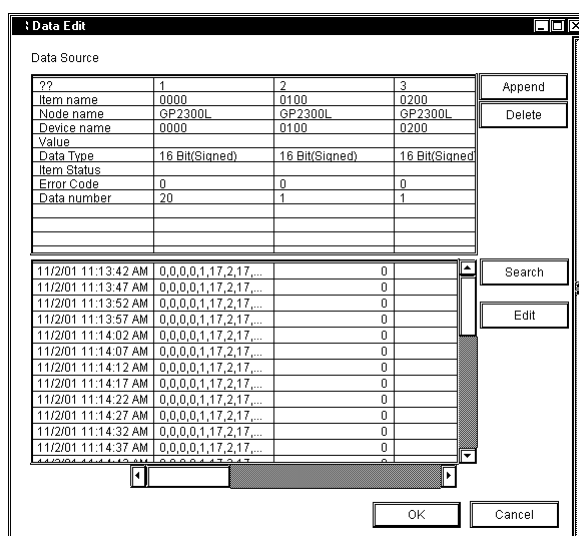 Data Edit
Data Source
?? 1 2 3
Item name 0000 0100 0200
Node name GP2300L GP2300L GP2300L
Device name 0000 0100 0200
Value
Data Type 16 Bit(Signed) 16 Bit(Signed) 16 Bit(Signed
Item Status
Error Code 0 0 0
Data number 20 1 1
Append
Delete
11/2/01 11:13:42 AM 0,0,0,0,1,17,2,17,... 0
11/2/01 11:13:47 AM 0,0,0,0,1,17,2,17,... 0
11/2/01 11:13:52 AM 0,0,0,0,1,17,2,17,... 0
11/2/01 11:13:57 AM 0,0,0,0,1,17,2,17,... 0
11/2/01 11:14:02 AM 0,0,0,0,1,17,2,17,... 0
11/2/01 11:14:07 AM 0,0,0,0,1,17,2,17,... 0
11/2/01 11:14:12 AM 0,0,0,0,1,17,2,17,... 0
11/2/01 11:14:17 AM 0,0,0,0,1,17,2,17,... 0
11/2/01 11:14:22 AM 0,0,0,0,1,17,2,17,... 0
11/2/01 11:14:27 AM 0,0,0,0,1,17,2,17,... 0
11/2/01 11:14:32 AM 0,0,0,0,1,17,2,17,... 0
11/2/01 11:14:37 AM 0,0,0,0,1,17,2,17,... 0
Search
Edit
OK Cancel